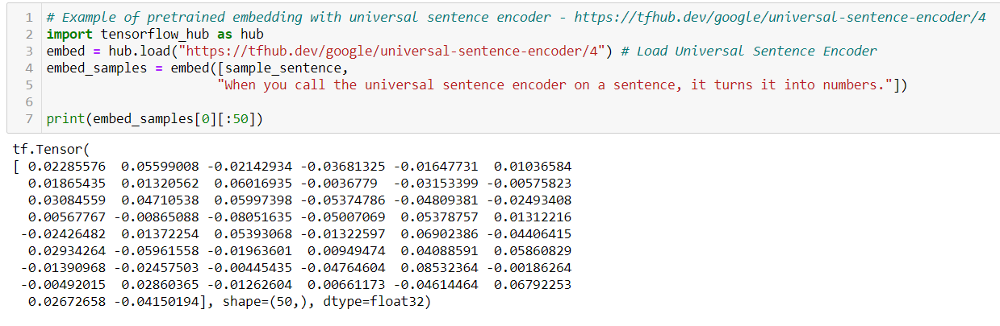 1 # Example of pretrained embedding with universal sentence encoder - https://tfhub.dev/google/universal-sentence-encoder/4
2 import tensorflow_hub as hub
3 embed = hub.load("https://tfhub.dev/google/universal-sentence-encoder/4") # Load Universal Sentence Encoder
4 embed_samples = embed([sample_sentence,
5                       "When you call the universal sentence encoder on a sentence, it turns it into numbers."])
6
7 print(embed_samples[0][:50])
tf.Tensor(
[ 0.02285576  0.05599008 -0.02142934 -0.03681325 -0.01647731  0.01036584
  0.01865435  0.01320562  0.06016935 -0.0036779  -0.03153399 -0.00575823
  0.03084559  0.04710538  0.05997398 -0.05374786 -0.04809381 -0.02493408
  0.00567767 -0.00865088 -0.08051635 -0.05007069  0.05378757  0.01312216
 -0.02426482  0.01372254  0.05393068 -0.01322597  0.06902386 -0.04406415
  0.02934264 -0.05961558 -0.01963601  0.00949474  0.04088591  0.05860829
 -0.01390968 -0.02457503 -0.00445435 -0.04764604  0.08532364 -0.00186264
 -0.00492015  0.02860365 -0.01262604  0.00661173 -0.04614464  0.06792253
  0.02672658 -0.04150194], shape=(50,), dtype=float32)